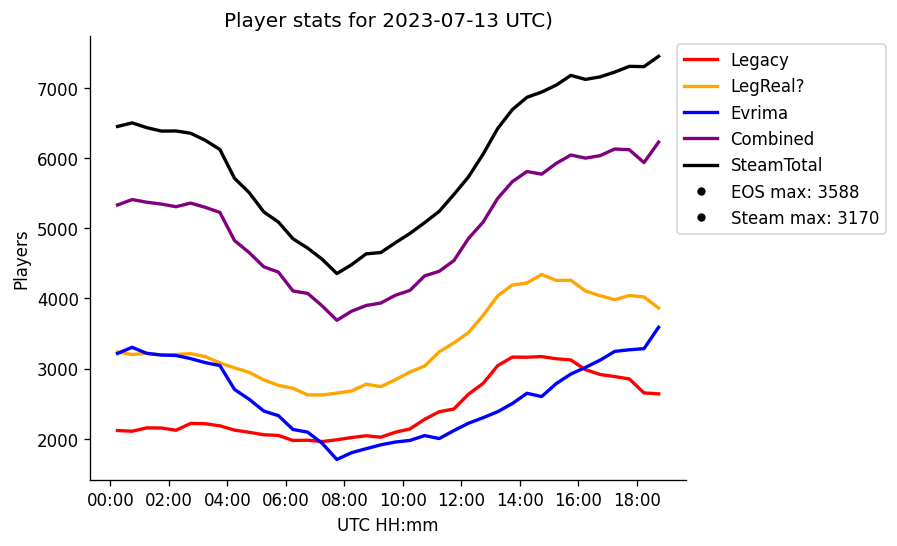 Player stats for 2023-07-13 UTC)
Legacy
LegReal?
Evrima
Combined
SteamTotal
EOS max: 3588
Steam max: 3170
Players
7000
6000
5000
4000
3000
2000
00:00 02:00 04:00 06:00 08:00 10:00 12:00 14:00 16:00 18:00
UTC HH:mm